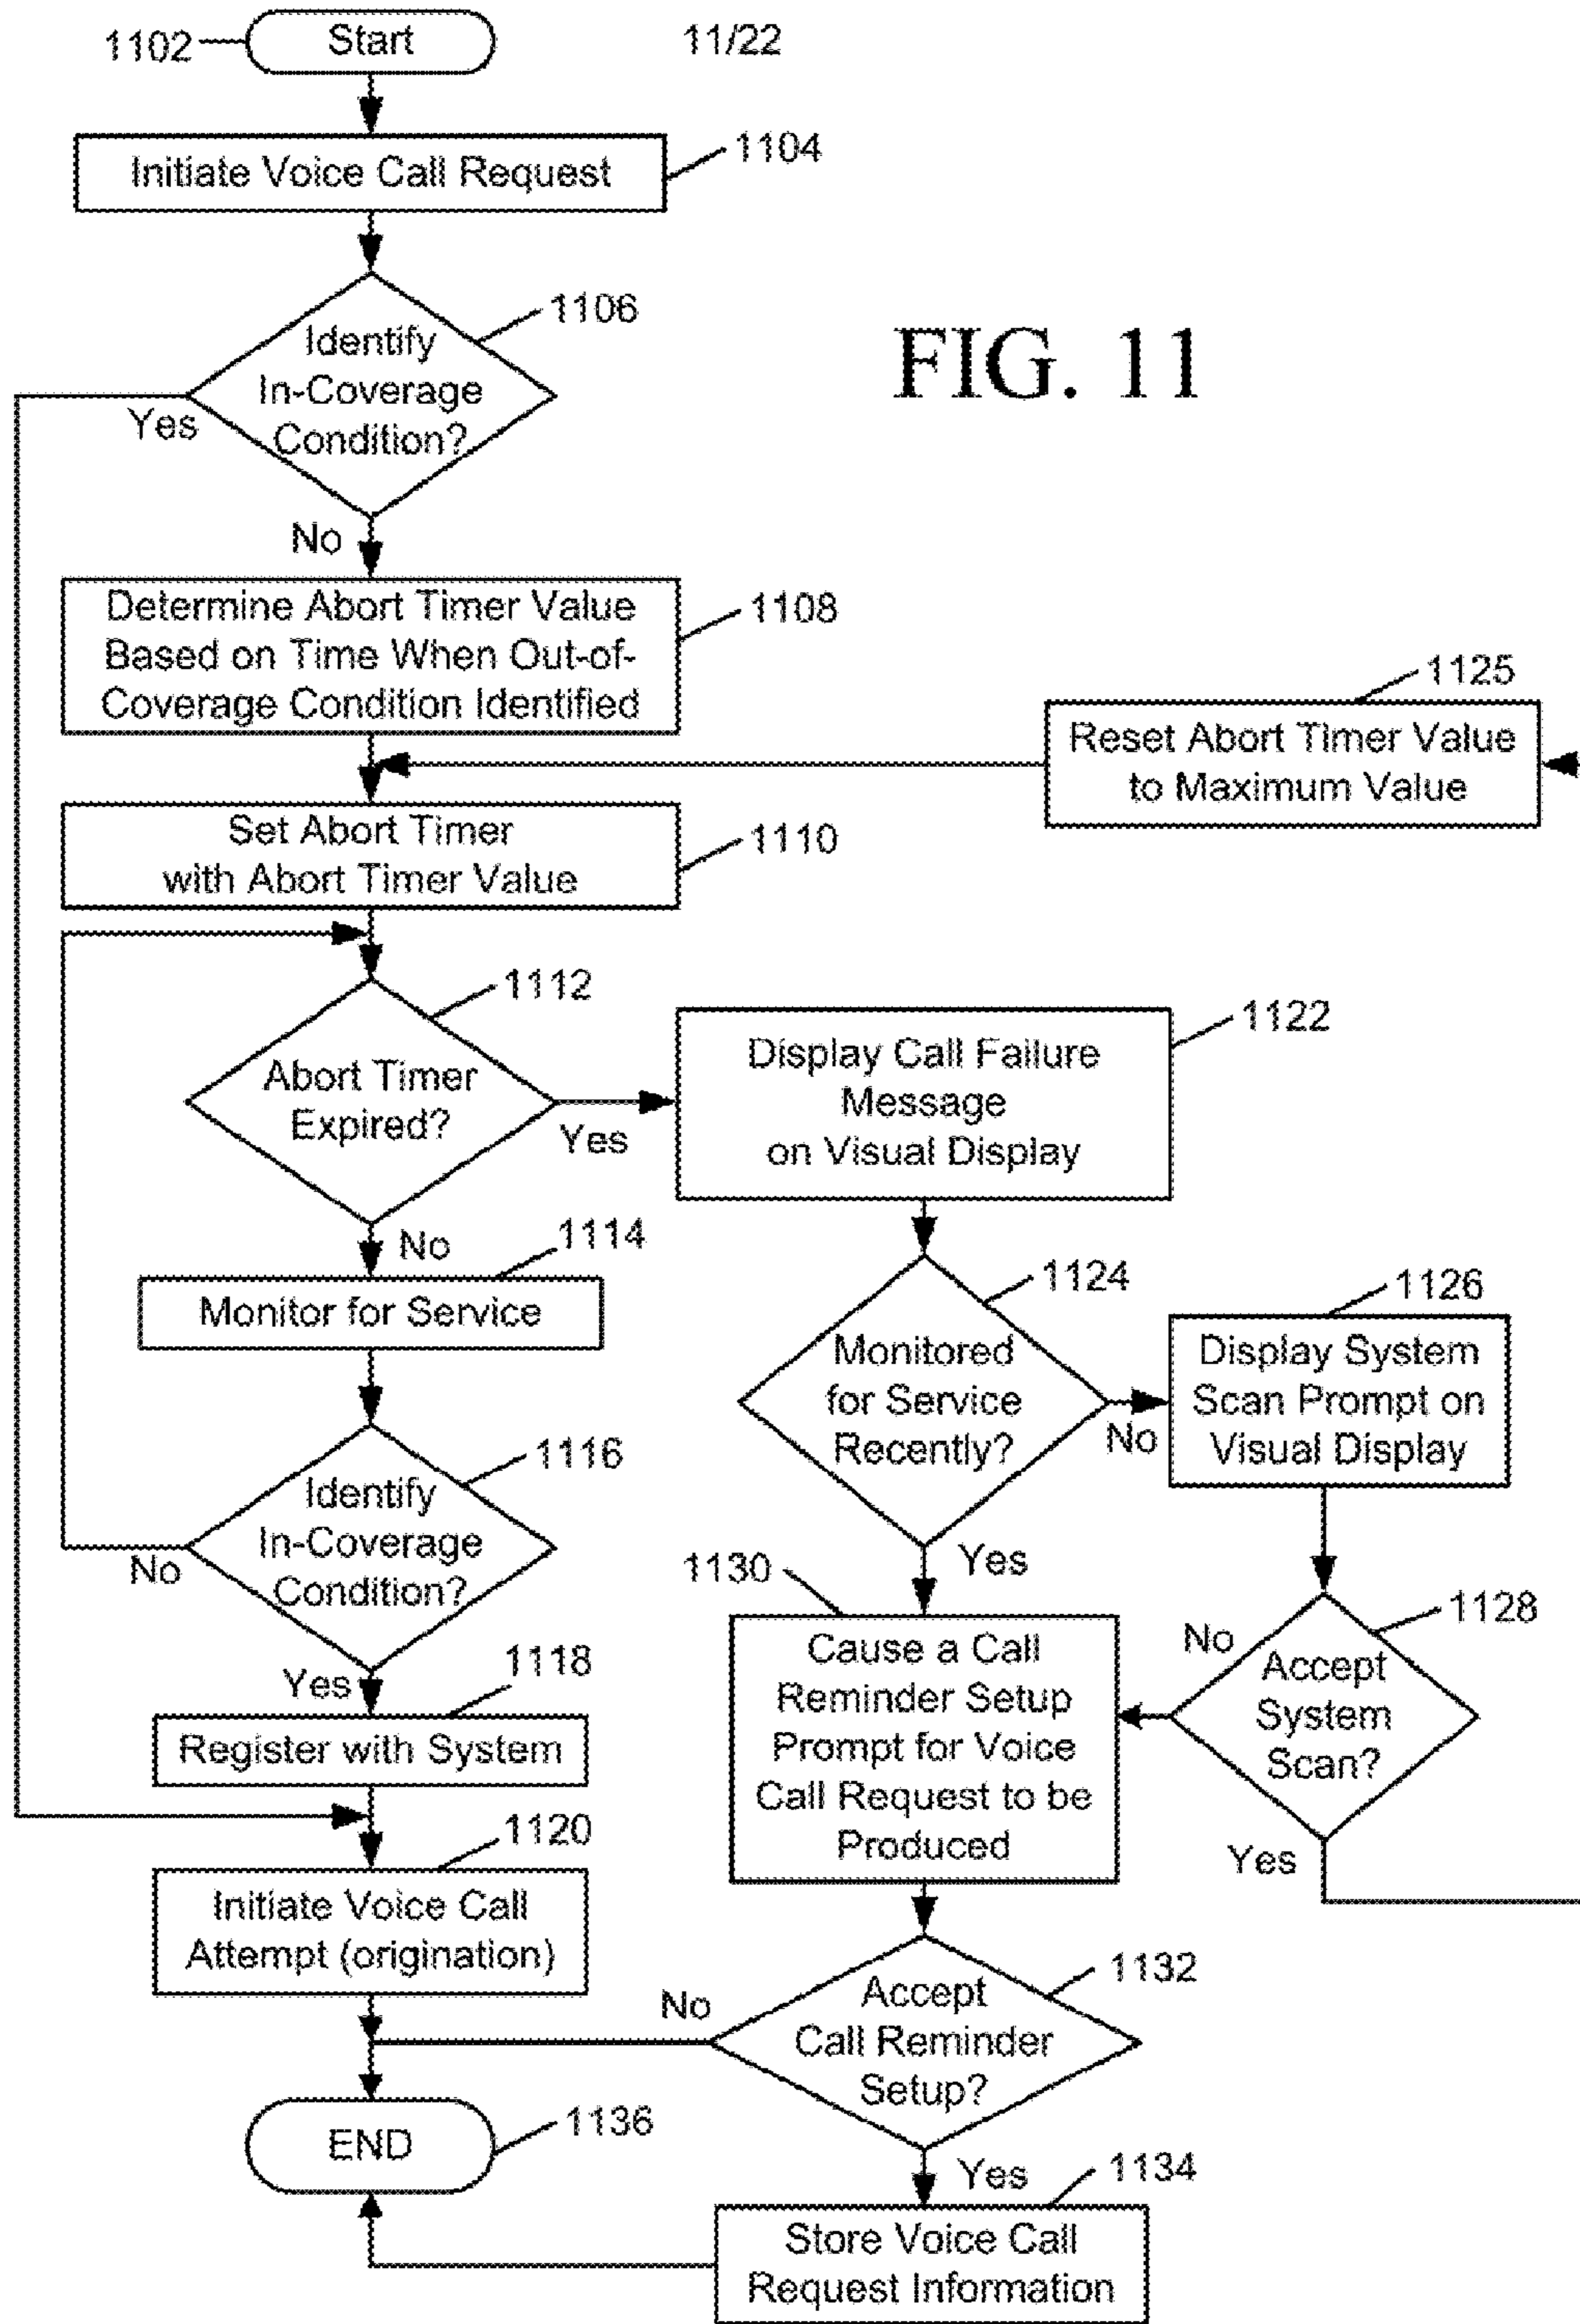 1102
Start
11/22
Initiate Voice Call Request
1104
1106
Identify
In-Coverage
Condition?
Yes
No
FIG. 11
Determine Abort Timer Value
Based on Time When Out-of-
Coverage Condition Identified
1108
1125
Reset Abort Timer Value
to Maximum Value
Set Abort Timer
with Abort Timer Value
1110
1112
Abort Timer
Expired?
Yes
No
1122
Display Call Failure
Message
on Visual Display
1114
Monitor for Service
1124
Monitored
for Service
Recently?
No
Yes
1126
Display System
Scan Prompt on
Visual Display
1116
Identify
In-Coverage
Condition?
No
Yes
1118
Register with System
1130
Cause a Call
Reminder Setup
Prompt for Voice
Call Request to be
Produced
1128
No
Accept
System
Scan?
Yes
1120
Initiate Voice Call
Attempt (origination)
1132
No
Accept
Call Reminder
Setup?
Yes
END
1136
1134
Store Voice Call
Request Information